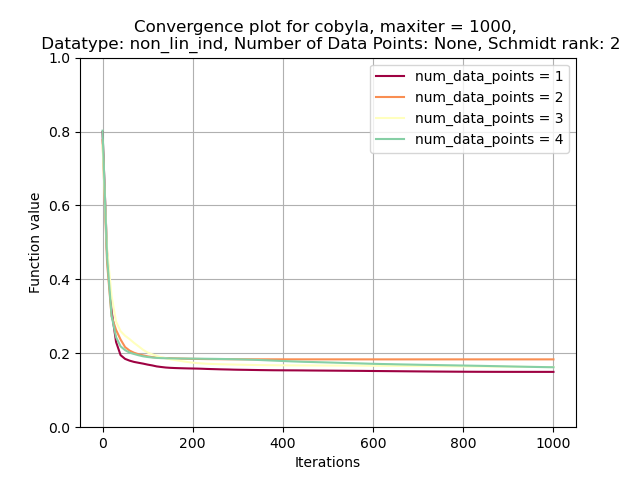 Convergence plot for cobyla, maxiter = 1000,
Datatype: non_lin_ind, Number of Data Points: None, Schmidt rank: 2
1.0
0.8
0.6
0.4
0.2
0.0
Function value
num_data_points = 1
num_data_points = 2
num_data_points = 3
num_data_points = 4
0
200
400
600
800
1000
Iterations